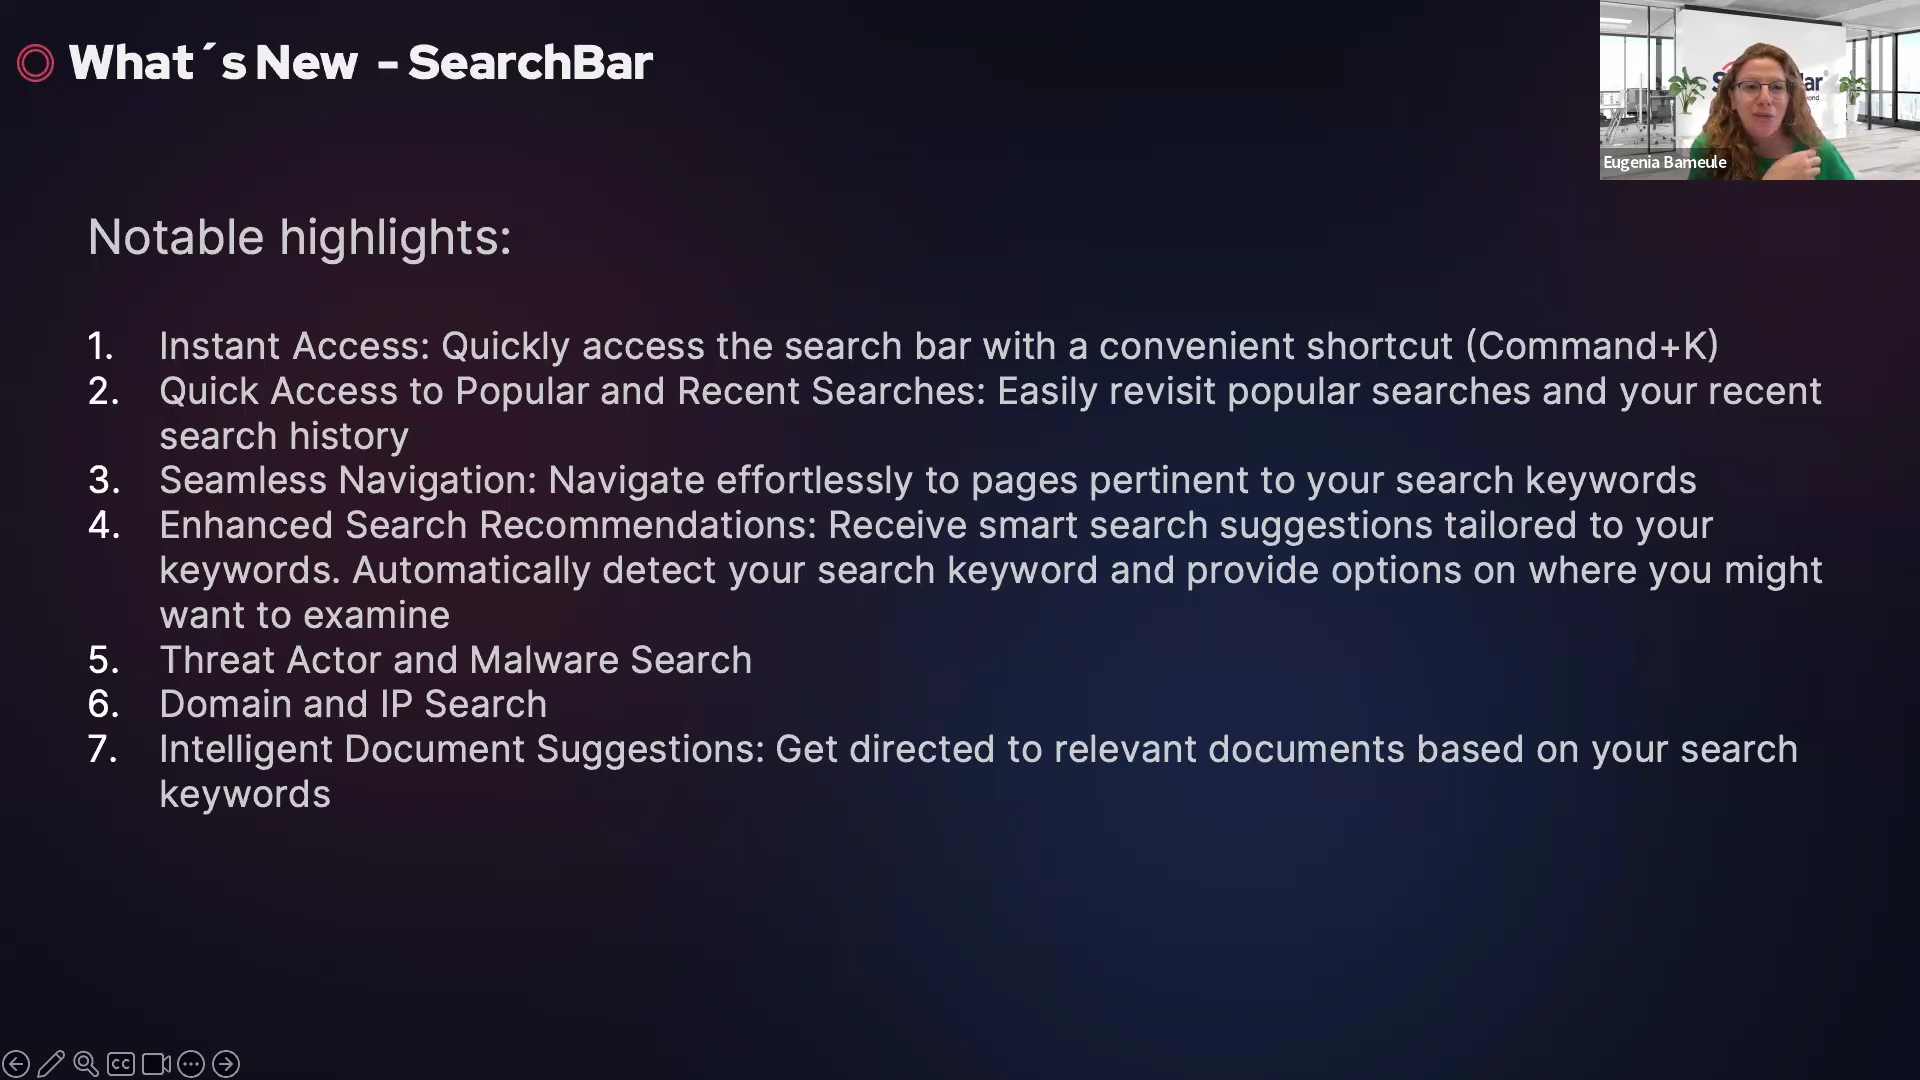 What´s New - SearchBar
Eugenia Bameule
Notable highlights:
1. Instant Access: Quickly access the search bar with a convenient shortcut (Command+K)
2. Quick Access to Popular and Recent Searches: Easily revisit popular searches and your recent
search history
3. Seamless Navigation: Navigate effortlessly to pages pertinent to your search keywords
4. Enhanced Search Recommendations: Receive smart search suggestions tailored to your
keywords. Automatically detect your search keyword and provide options on where you might
want to examine
5. Threat Actor and Malware Search
6. Domain and IP Search
7. Intelligent Document Suggestions: Get directed to relevant documents based on your search
keywords
CC